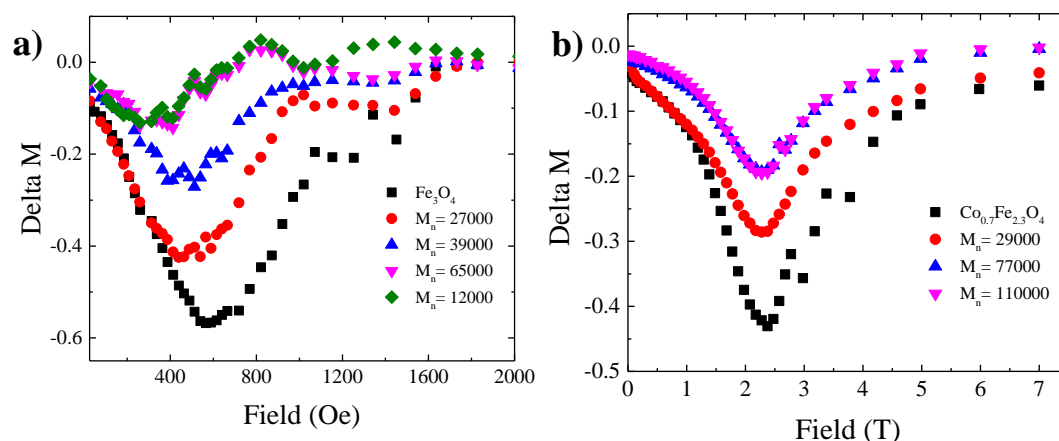 a)
0.0
-0.2
-0.4
-0.6
Delta M
400
800
1200
1600
2000
Field (Oe)
Fe3O4
Mn= 27000
Mn= 39000
Mn= 65000
Mn= 12000
b)
0.0
-0.1
-0.2
-0.3
-0.4
-0.5
Delta M
0
1
2
3
4
5
6
7
Field (T)
Co0.7Fe2.3O4
Mn= 29000
Mn= 77000
Mn= 110000